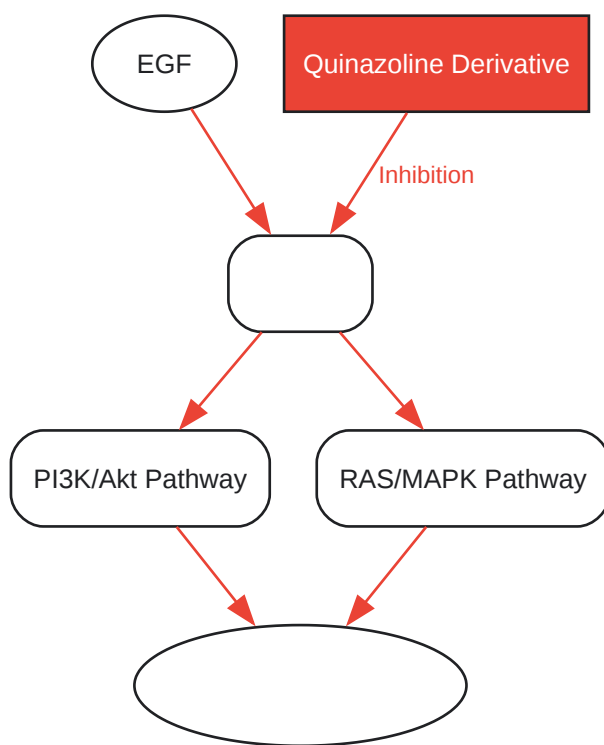 EGF
Quinazoline Derivative
Inhibition
PI3K/Akt Pathway
RAS/MAPK Pathway